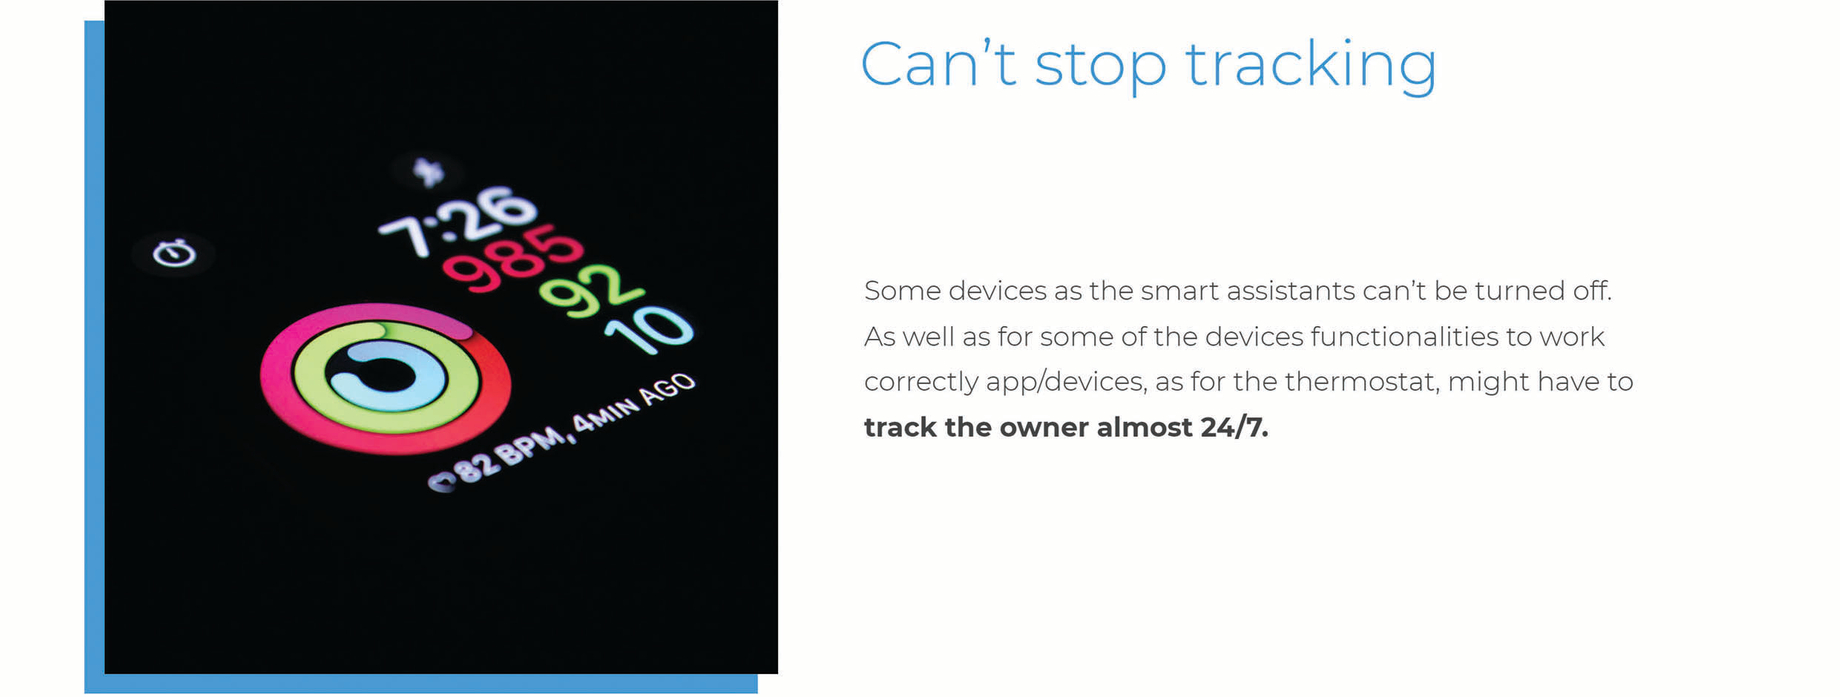 Can’t stop tracking
7:26
985
92
10
82 BPM, 4MIN AGO
Some devices as the smart assistants can’t be turned off.
As well as for some of the devices functionalities to work
correctly app/devices, as for the thermostat, might have to
track the owner almost 24/7.